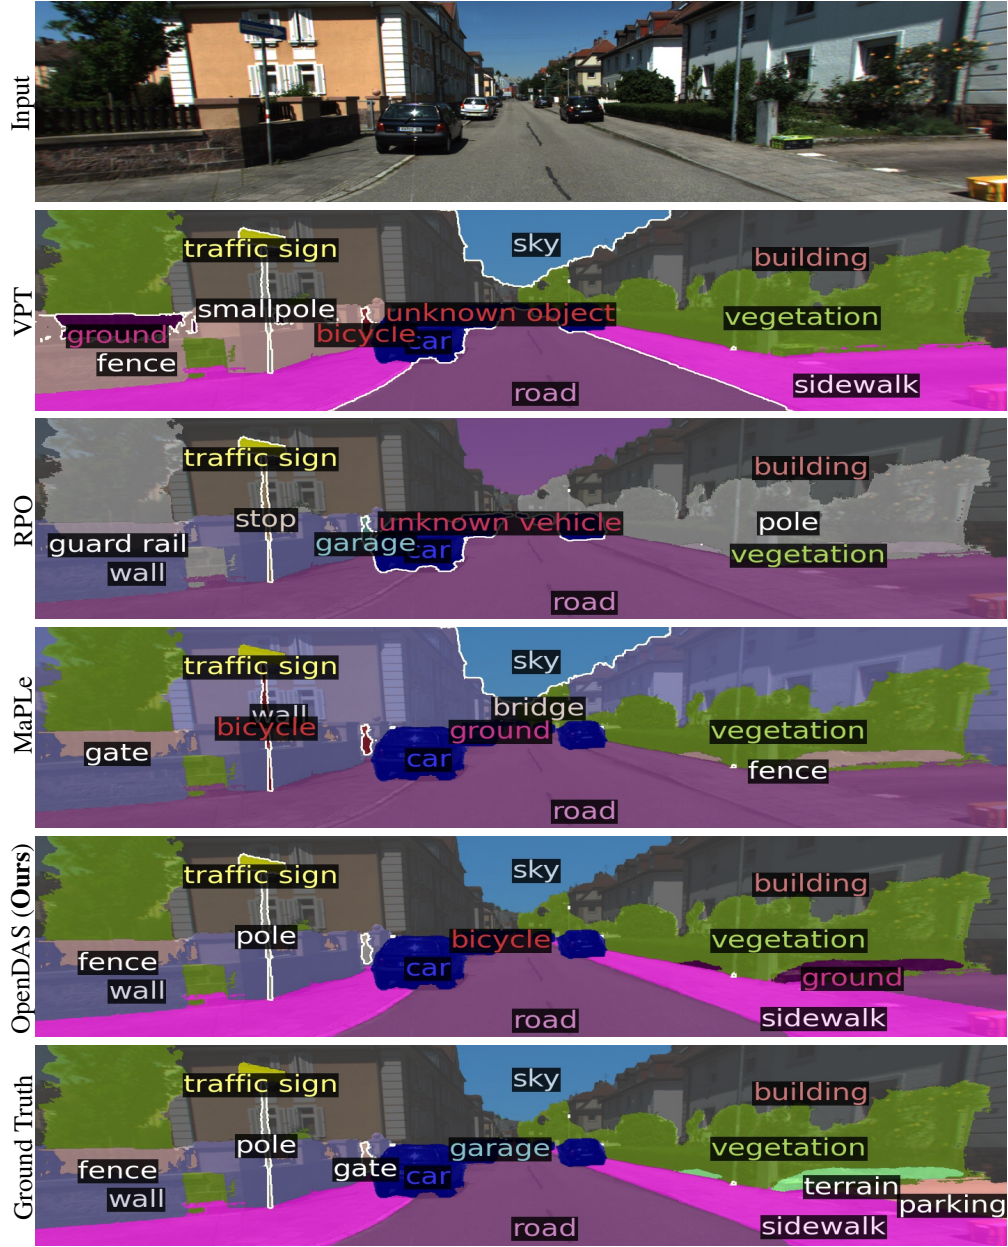 Input
VPT
traffic sign
sky
building
smallpole
unknown object
vegetation
ground
bicycle
car
fence
road
sidewalk
RPO
traffic sign
building
stop
unknown vehicle
pole
guard rail
garage
car
vegetation
wall
road
MaPLe
traffic sign
sky
wall
bridge
bicycle
ground
vegetation
gate
car
fence
road
OpenDAS (Ours)
traffic sign
sky
building
pole
bicycle
vegetation
fence
car
ground
wall
road
sidewalk
Ground Truth
traffic sign
sky
building
pole
garage
vegetation
fence
gate
car
terrain
wall
parking
road
sidewalk